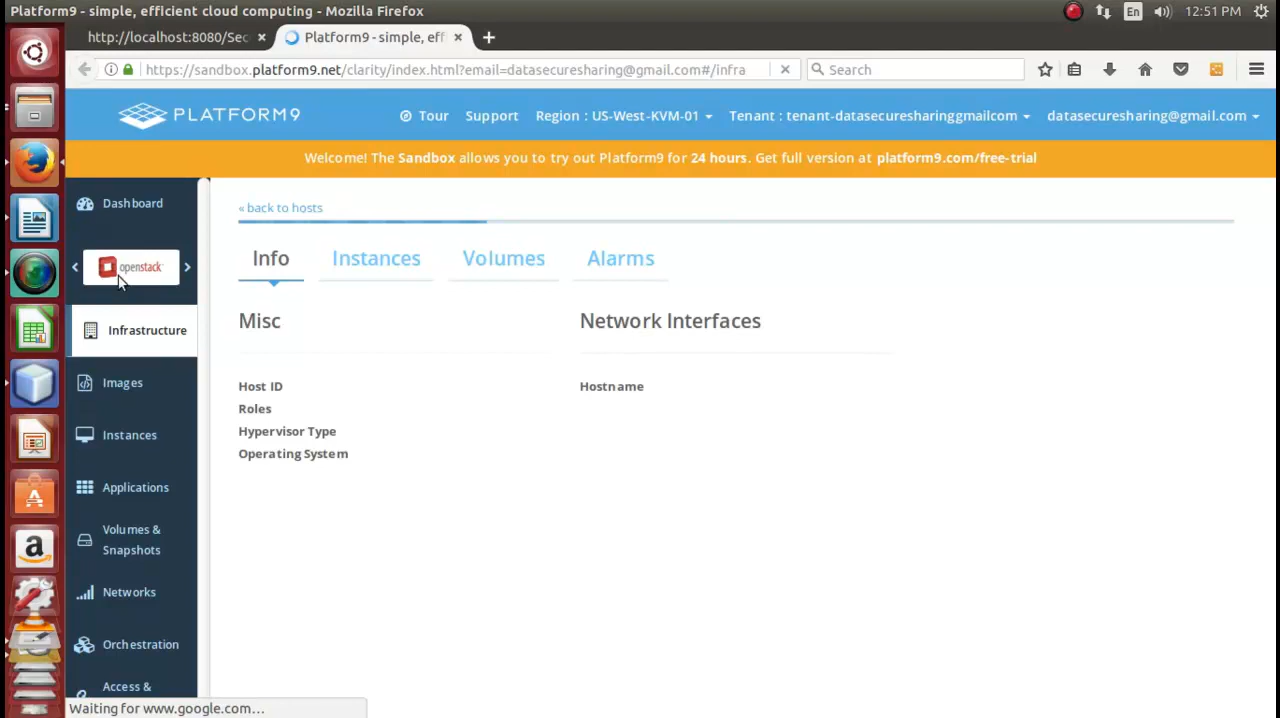 Platform9 - simple, efficient cloud computing - Mozilla Firefox
En
12:51 PM
http://localhost:8080/Sec
Platform9 - simple, eff
https://sandbox.platform9.net/clarity/index.html?email=datasecuresharing@gmail.com#/infra
Search
PLATFORM9
Tour
Support
Region : US-West-KVM-01
Tenant : tenant-datasecuresharinggmailcom
datasecuresharing@gmail.com
Welcome! The Sandbox allows you to try out Platform9 for 24 hours. Get full version at platform9.com/free-trial
Dashboard
openstack
Infrastructure
Images
Instances
Applications
Volumes &
Snapshots
Networks
Orchestration
Access &
« back to hosts
Info
Instances
Volumes
Alarms
Misc
Network Interfaces
Host ID
Hostname
Roles
Hypervisor Type
Operating System
Waiting for www.google.com...